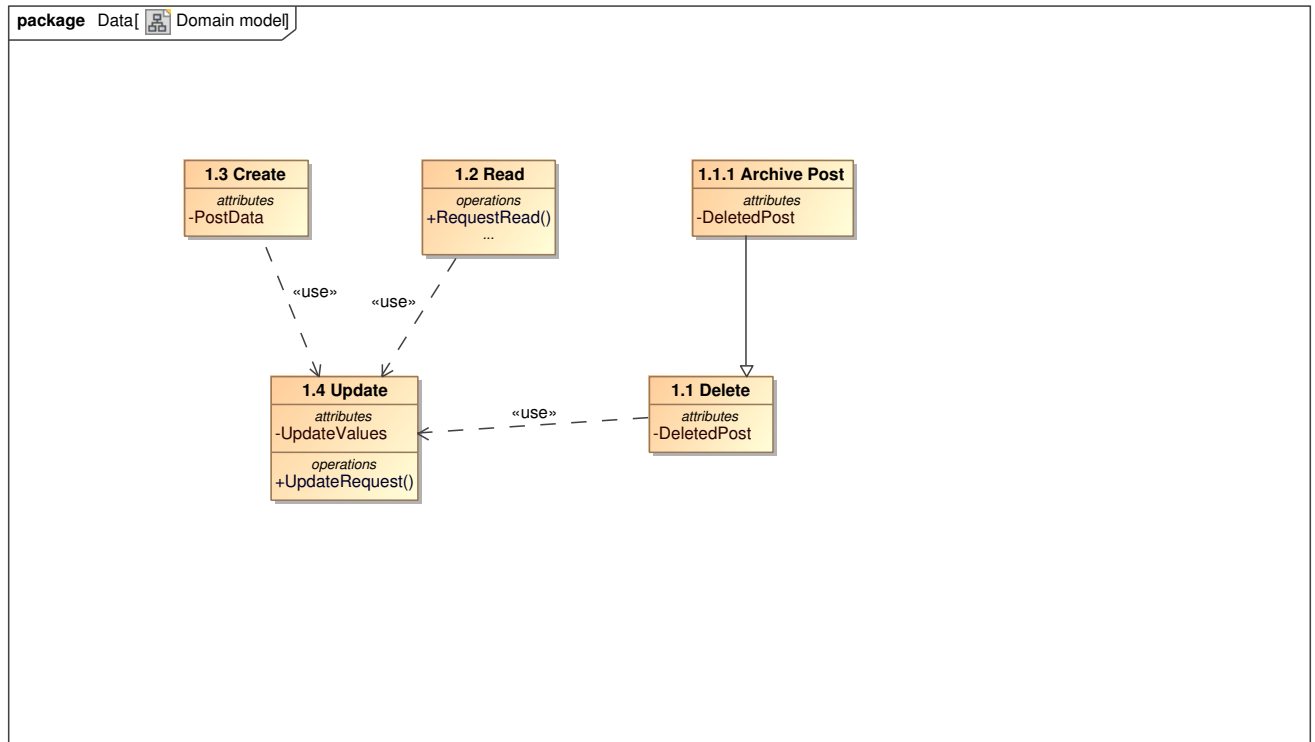 package Data[ Domain model]
1.3 Create
attributes
-PostData
1.2 Read
operations
+RequestRead()
...
1.1.1 Archive Post
attributes
-DeletedPost
«use»
«use»
1.4 Update
attributes
-UpdateValues
operations
+UpdateRequest()
«use»
1.1 Delete
attributes
-DeletedPost